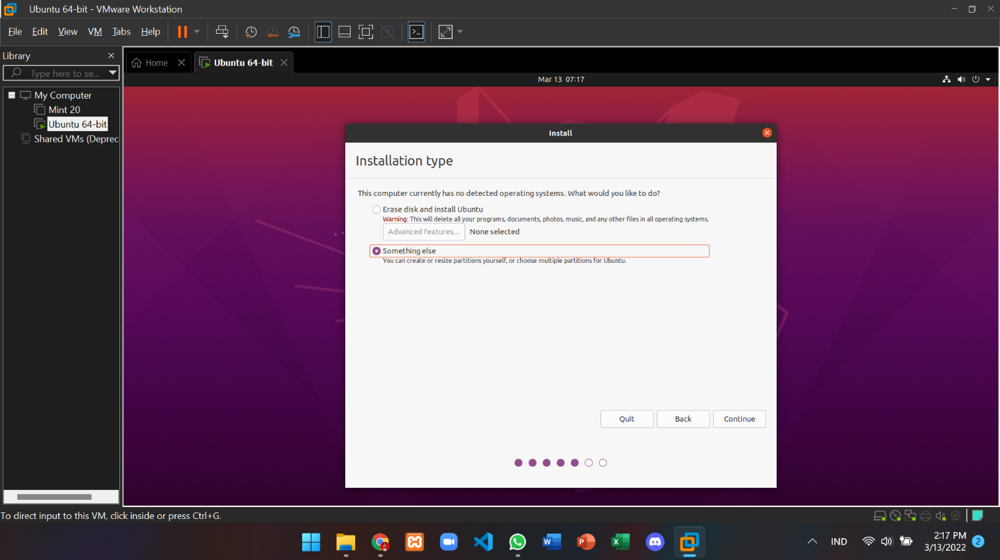 Ubuntu 64-bit - VMware Workstation
File Edit View VM Tabs Help
Library
Type here to se...
My Computer
Mint 20
Ubuntu 64-bit
Shared VMs (Deprec
Home
Ubuntu 64-bit
Mar 13 07:17
Install
Installation type
This computer currently has no detected operating systems. What would you like to do?
Erase disk and install Ubuntu
Warning: This will delete all your programs, documents, photos, music, and any other files in all operating systems.
Advanced features... None selected
Something else
You can create or resize partitions yourself, or choose multiple partitions for Ubuntu.
Quit Back Continue
To direct input to this VM, click inside or press Ctrl+G.
IND
2:17 PM
3/13/2022
2